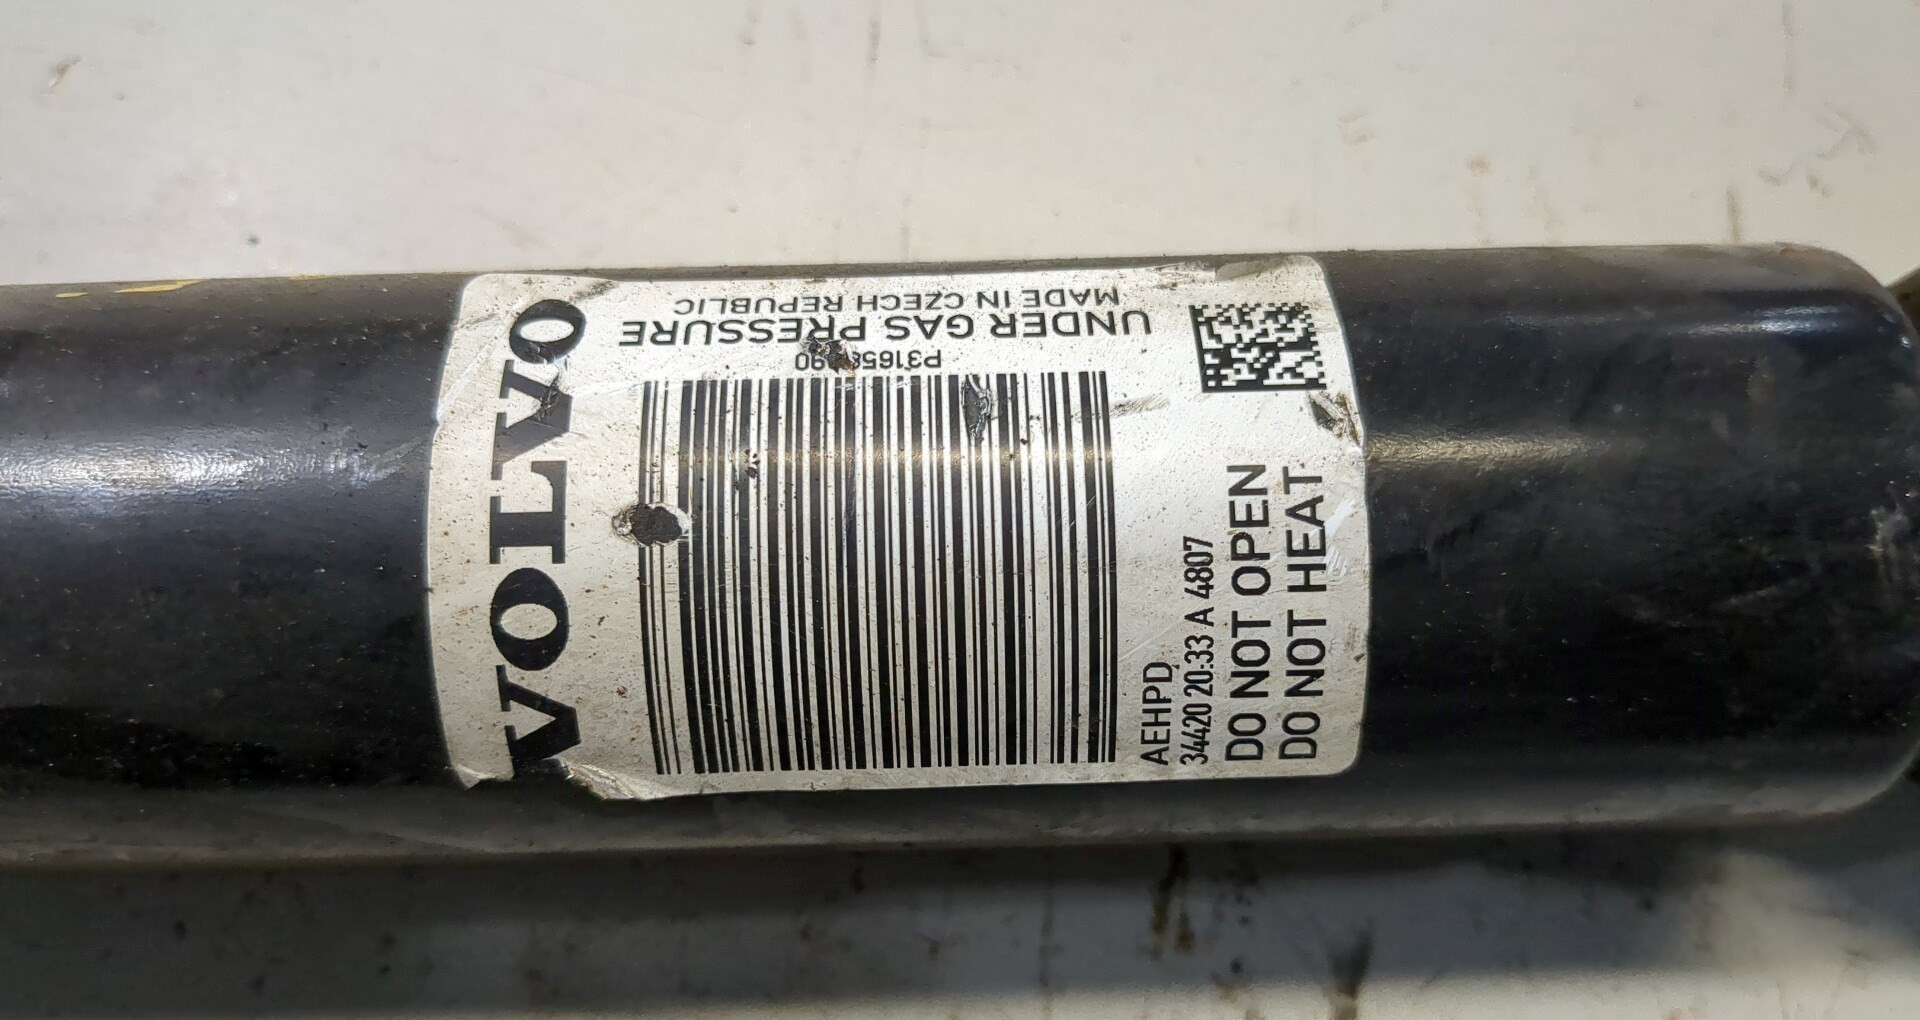 VOLVO
MADE IN CZECH REPUBLIC
UNDER GAS PRESSURE
AEHPD
34420 20:33 A 4807
DO NOT OPEN
DO NOT HEAT